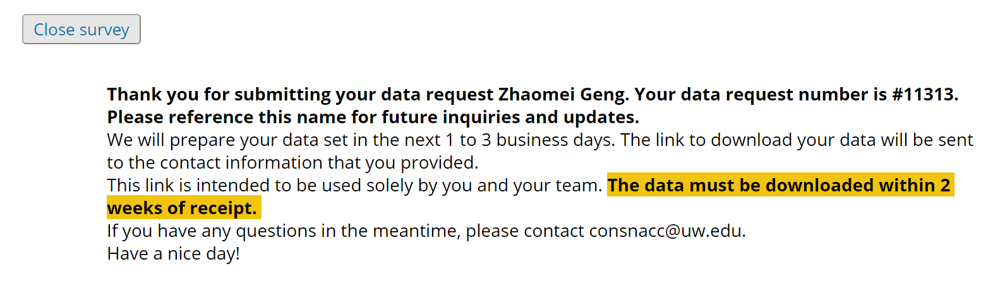 Close survey
Thank you for submitting your data request Zhaomei Geng. Your data request number is #11313.
Please reference this name for future inquiries and updates.
We will prepare your data set in the next 1 to 3 business days. The link to download your data will be sent
to the contact information that you provided.
This link is intended to be used solely by you and your team. The data must be downloaded within 2
weeks of receipt.
If you have any questions in the meantime, please contact consnacc@uw.edu.
Have a nice day!